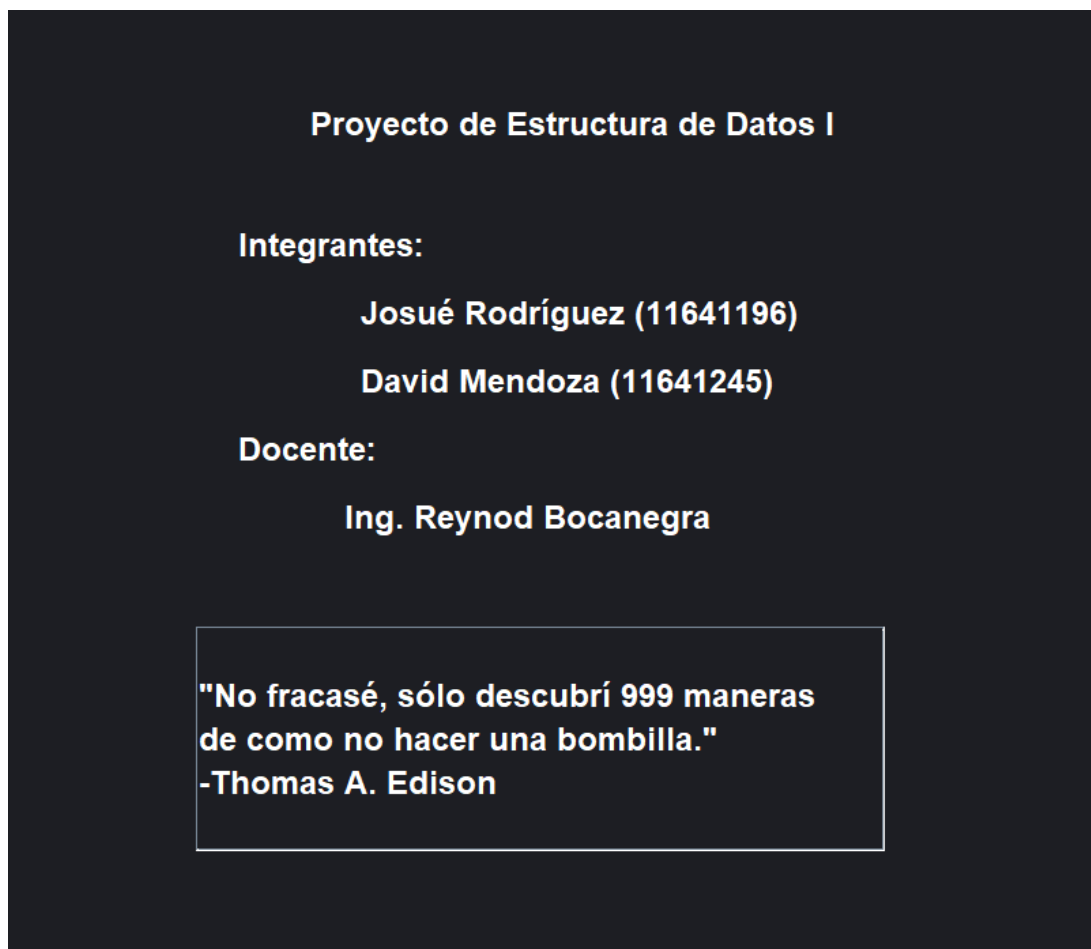 Proyecto de Estructura de Datos I
Integrantes:
Josué Rodríguez (11641196)
David Mendoza (11641245)
Docente:
Ing. Reynod Bocanegra
"No fracasé, sólo descubrí 999 maneras
de como no hacer una bombilla."
-Thomas A. Edison